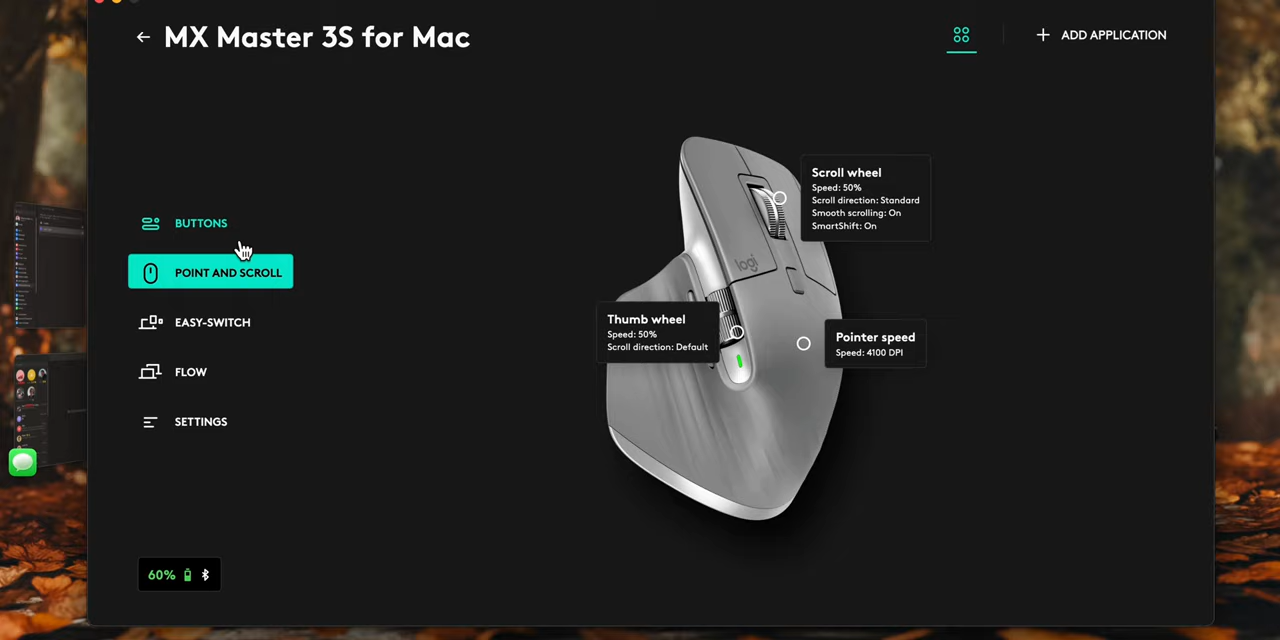 MX Master 3S for Mac
ADD APPLICATION
Scroll wheel
Speed: 50%
Scroll direction: Standard
Smooth scrolling: On
SmartShift: On
BUTTONS
POINT AND SCROLL
logi
Thumb wheel
Speed: 50%
Scroll direction: Default
Pointer speed
Speed: 4100 DPI
EASY-SWITCH
FLOW
SETTINGS
60%